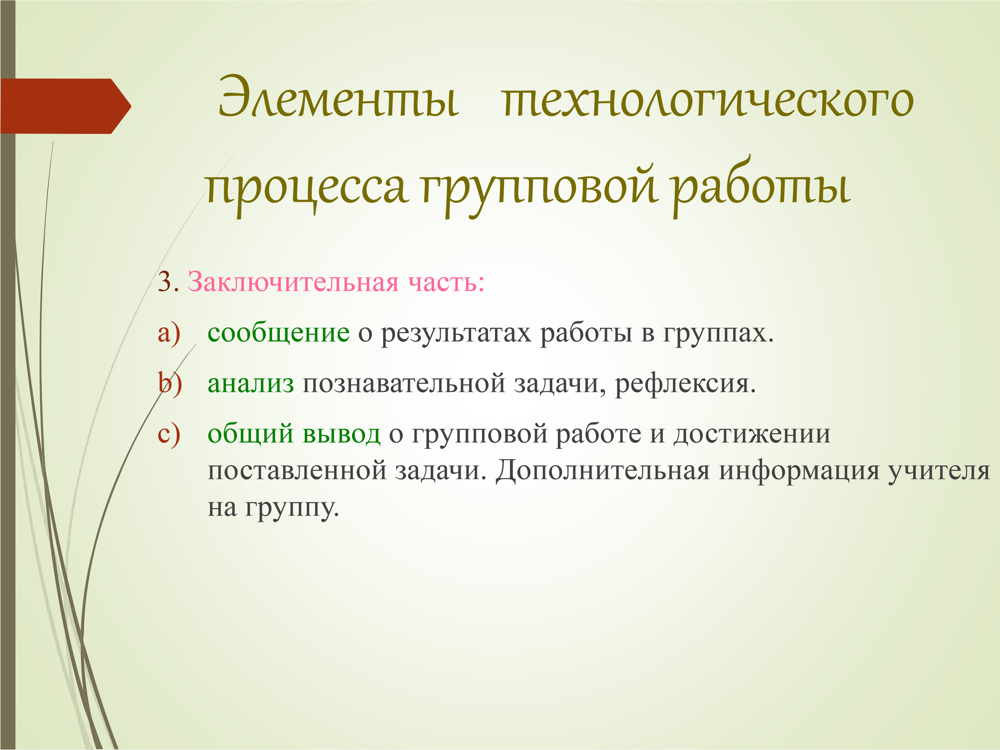 Элементы технологического
процесса групповой работы
3. Заключительная часть:
a) сообщение о результатах работы в группах.
b) анализ познавательной задачи, рефлексия.
c) общий вывод о групповой работе и достижении
поставленной задачи. Дополнительная информация учителя
на группу.